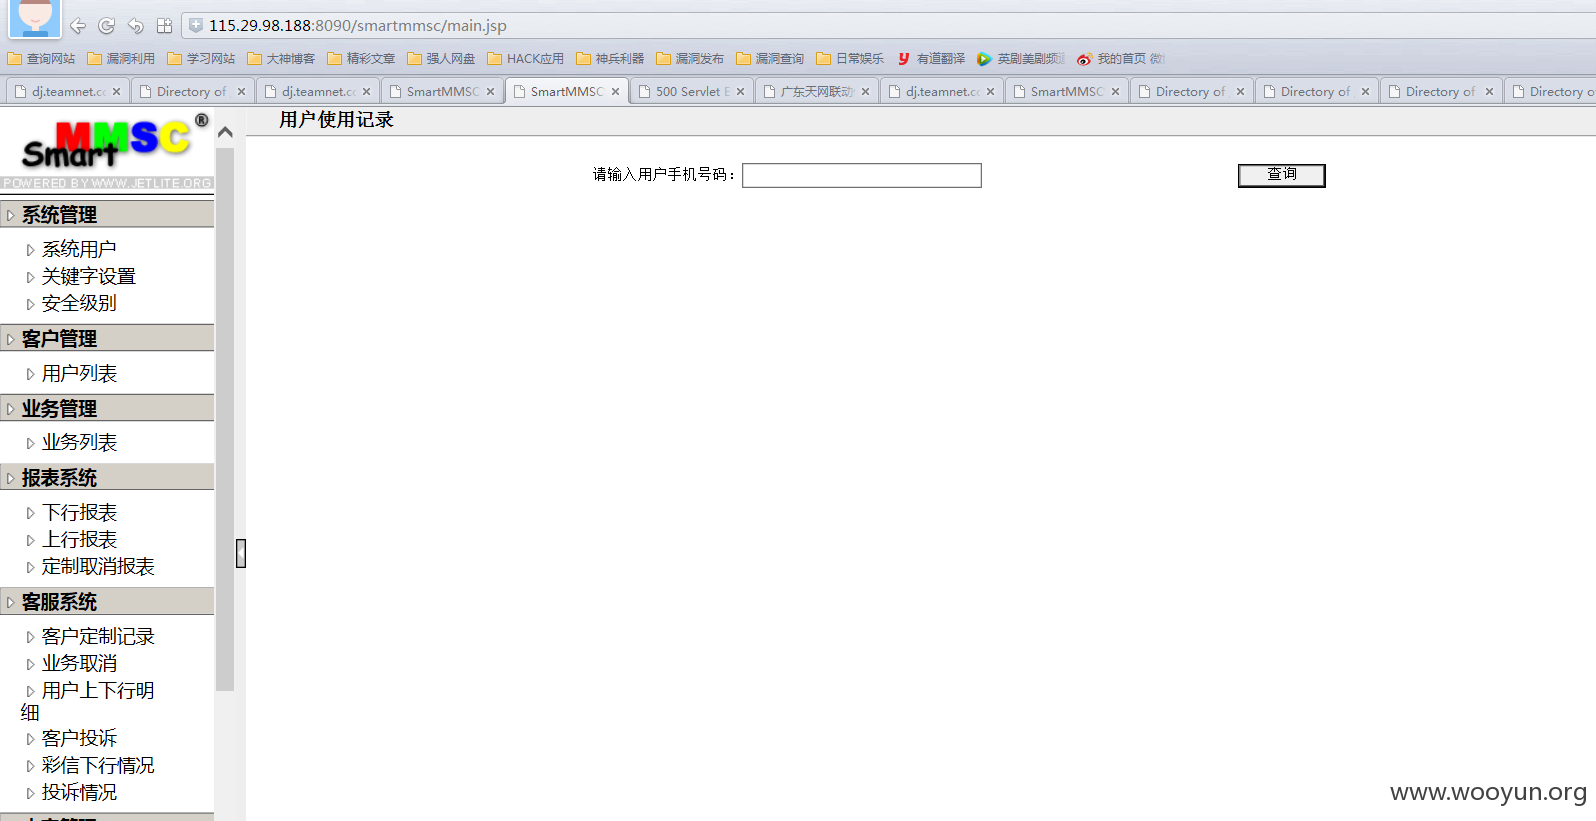 115.29.98.188:8090/smartmmsc/main.jsp
查询网站 漏洞利用 学习网站 大神博客 精彩文章 强人网盘 HACK应用 神兵利器 漏洞发布 漏洞查询 日常娱乐 有道翻译 英剧美剧频 我的首页
dj.teamnet.c Directory of dj.teamnet.c SmartMMSC SmartMMSC 500 Servlet E 广东天网联动 dj.teamnet.c SmartMMSC Directory of Directory of Directory of Directory o
Smart MMSC ®
POWERED BY WWW.JETLITE.ORG
用户使用记录
请输入用户手机号码：
查询
系统管理
系统用户
关键字设置
安全级别
客户管理
用户列表
业务管理
业务列表
报表系统
下行报表
上行报表
定制取消报表
客服系统
客户定制记录
业务取消
用户上下行明
细
客户投诉
彩信下行情况
投诉情况
www.wooyun.org